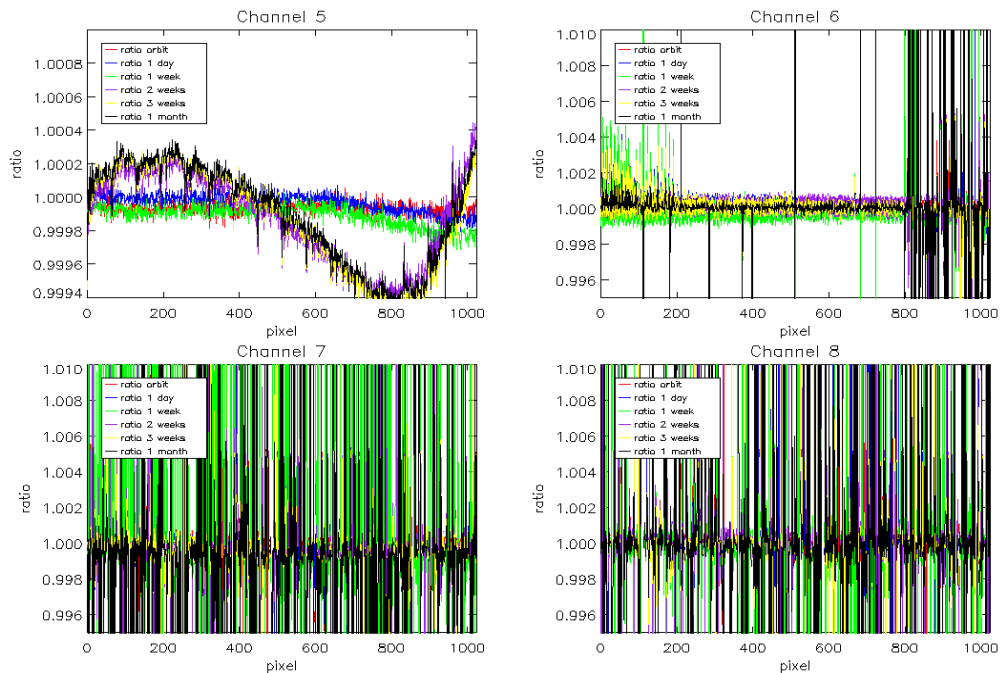 Channel 5
ratio
1.0008
1.0006
1.0004
1.0002
1.0000
0.9998
0.9996
0.9994
ratio orbit
ratio 1 day
ratio 1 week
ratio 2 weeks
ratio 3 weeks
ratio 1 month
0 200 400 600 800 1000
pixel
Channel 6
ratio
1.010
1.008
1.006
1.004
1.002
1.000
0.998
0.996
ratio orbit
ratio 1 day
ratio 1 week
ratio 2 weeks
ratio 3 weeks
ratio 1 month
0 200 400 600 800 1000
pixel
Channel 7
ratio
1.010
1.008
1.006
1.004
1.002
1.000
0.998
0.996
ratio orbit
ratio 1 day
ratio 1 week
ratio 2 weeks
ratio 3 weeks
ratio 1 month
0 200 400 600 800 1000
pixel
Channel 8
ratio
1.010
1.008
1.006
1.004
1.002
1.000
0.998
0.996
ratio orbit
ratio 1 day
ratio 1 week
ratio 2 weeks
ratio 3 weeks
ratio 1 month
0 200 400 600 800 1000
pixel